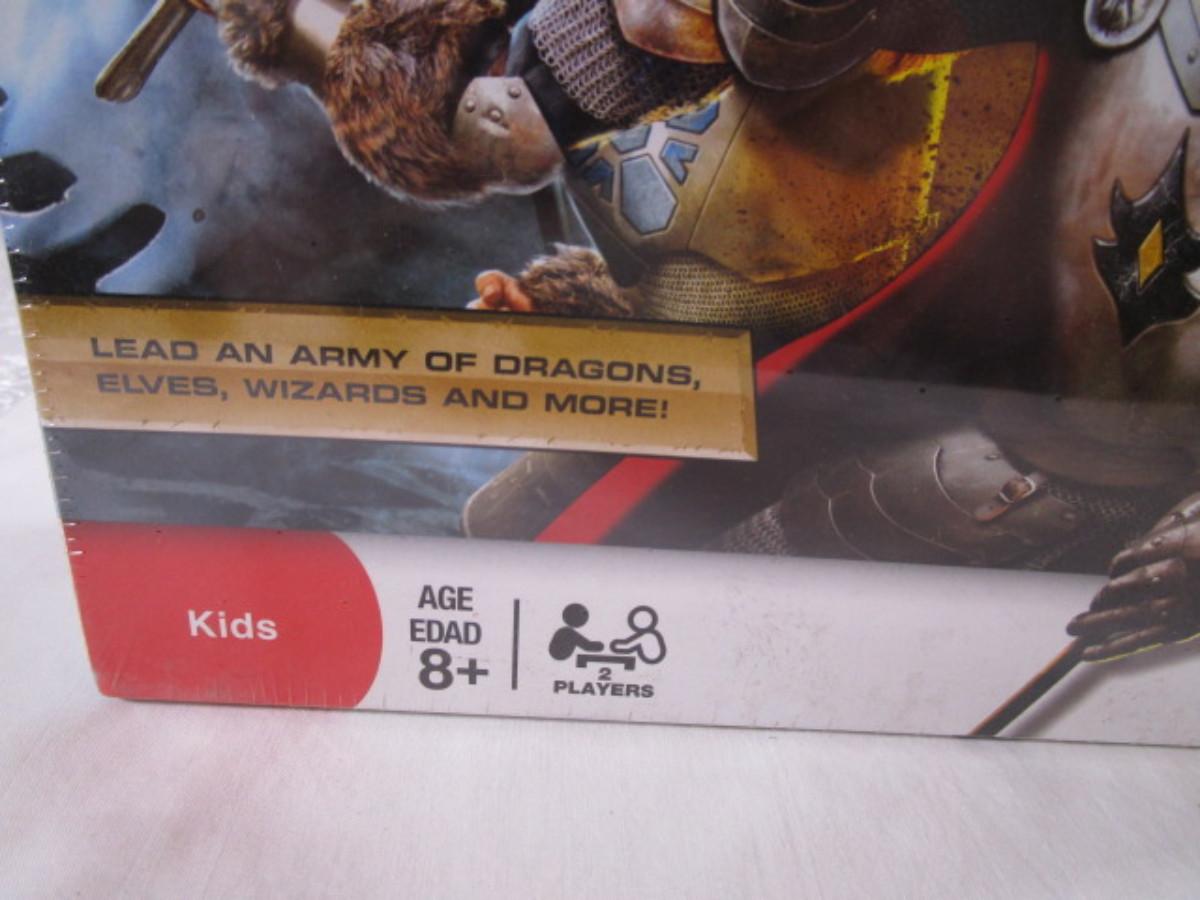 LEAD AN ARMY OF DRAGONS,
ELVES, WIZARDS AND MORE!
Kids
AGE
EDAD
8+
2
PLAYERS